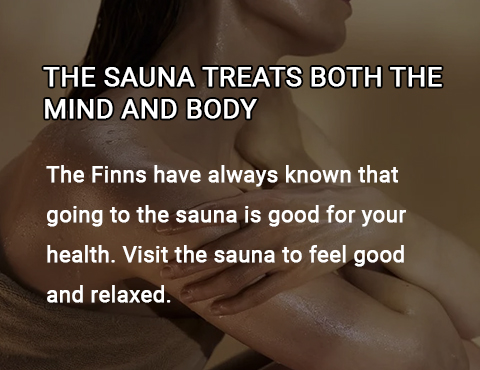 THE SAUNA TREATS BOTH THE
MIND AND BODY
The Finns have always known that
going to the sauna is good for your
health. Visit the sauna to feel good
and relaxed.